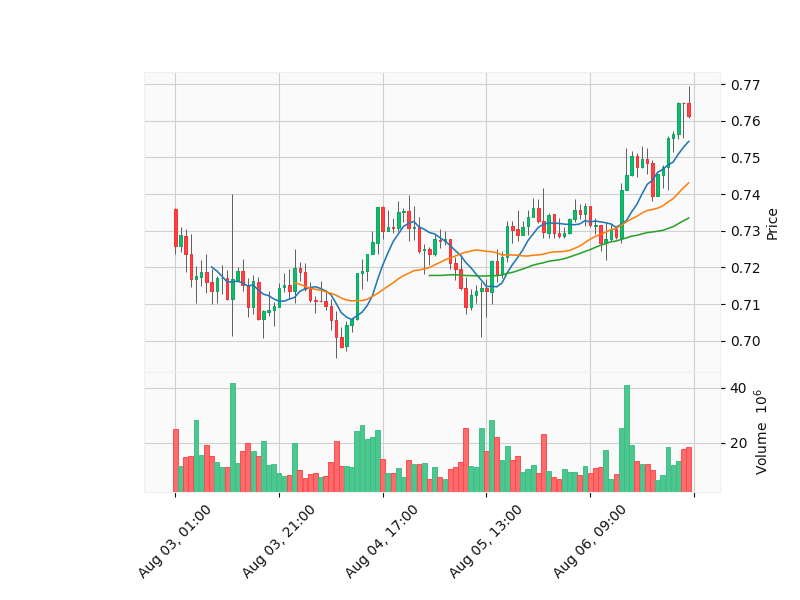 0.77
0.76
0.75
0.74
0.73
0.72
0.71
0.70
Price
40
20
Volume 10⁶
Aug 03, 01:00
Aug 03, 21:00
Aug 04, 17:00
Aug 05, 13:00
Aug 06, 09:00